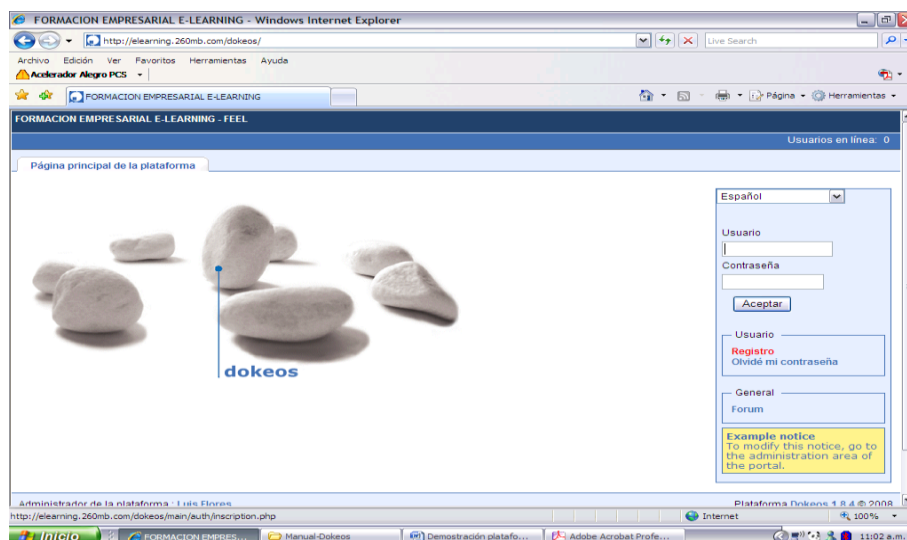 FORMACION EMPRESARIAL E-LEARNING - Windows Internet Explorer
http://elearning.260mb.com/dokeos/
Live Search
Archivo Edición Ver Favoritos Herramientas Ayuda
Acelerador Alegro PCS
FORMACION EMPRESARIAL E-LEARNING
Página
Herramientas
FORMACION EMPRESARIAL E-LEARNING - FEEL
Usuarios en línea: 0
Página principal de la plataforma
Español
Usuario
Contraseña
Aceptar
Usuario
Registro
Olvidé mi contraseña
General
Forum
Example notice
To modify this notice, go to
the administration area of
the portal.
dokeos
Administrador de la plataforma : Luis Flores
Plataforma Dokeos 1.8.4 © 2008
http://elearning.260mb.com/dokeos/main/auth/inscription.php
Internet
100%
Inicio
FORMACION EMPRES...
Manual-Dokeos
Demostración platafo...
Adobe Acrobat Profe...
11:02 a.m.